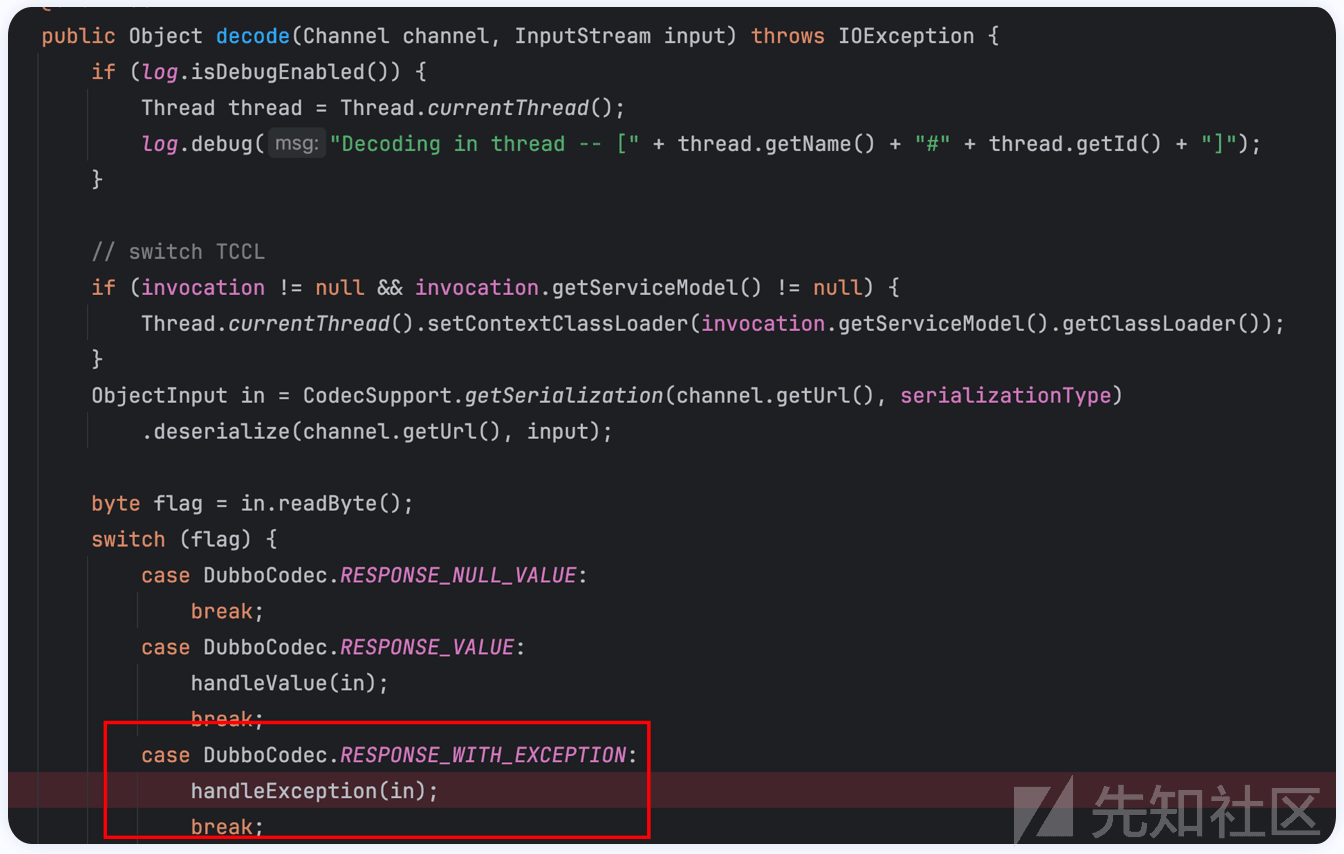 public Object decode(Channel channel, InputStream input) throws IOException {
    if (log.isDebugEnabled()) {
        Thread thread = Thread.currentThread();
        log.debug( msg: "Decoding in thread -- [" + thread.getName() + "#" + thread.getId() + "]");
    }

    // switch TCCL
    if (invocation != null && invocation.getServiceModel() != null) {
        Thread.currentThread().setContextClassLoader(invocation.getServiceModel().getClassLoader());
    }
    ObjectInput in = CodecSupport.getSerialization(channel.getUrl(), serializationType)
        .deserialize(channel.getUrl(), input);

    byte flag = in.readByte();
    switch (flag) {
        case DubboCodec.RESPONSE_NULL_VALUE:
            break;
        case DubboCodec.RESPONSE_VALUE:
            handleValue(in);
            break;
        case DubboCodec.RESPONSE_WITH_EXCEPTION:
            handleException(in);
            break;
先知社区